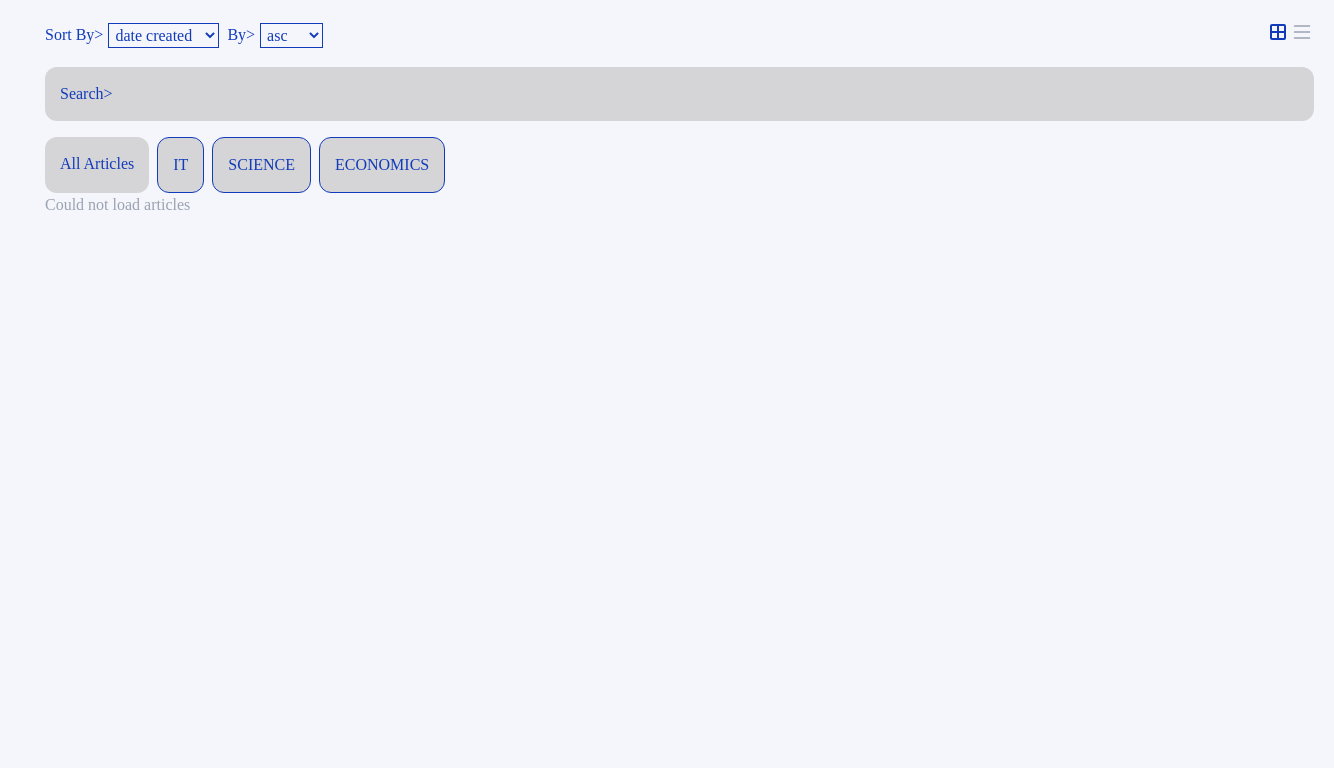 Sort By> date created By> asc
Search>
All Articles IT SCIENCE ECONOMICS
Could not load articles